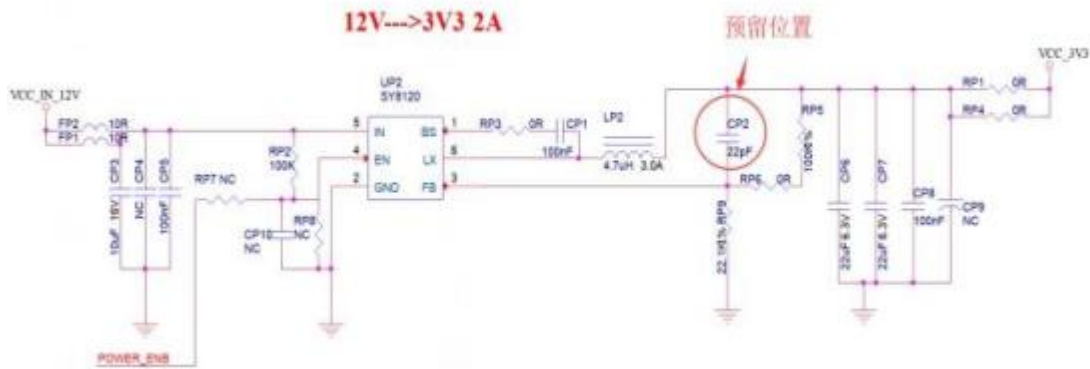 12V--->3V3 2A
预留位置
VCC_3V3
VCC_IN_12V
UP2
SY8120
RP1 0R
RP4 0R
FP2 10R
FP1 10R
5 IN BS 1
4 EN LX 6
2 GND FB 3
RP3 0R
CP1
100nF
LP2
4.7uH 3.0A
CP2
22pF
RP5
RP6 0R
RP2
100K
RP7 NC
CP3
10uF 16V
CP4
NC
CP5
100nF
CP10
NC
RP8
NC
RP9
CP6
22uF 6.3V
CP7
22uF 6.3V
CP8
100nF
CP9
NC
POWER_ENB